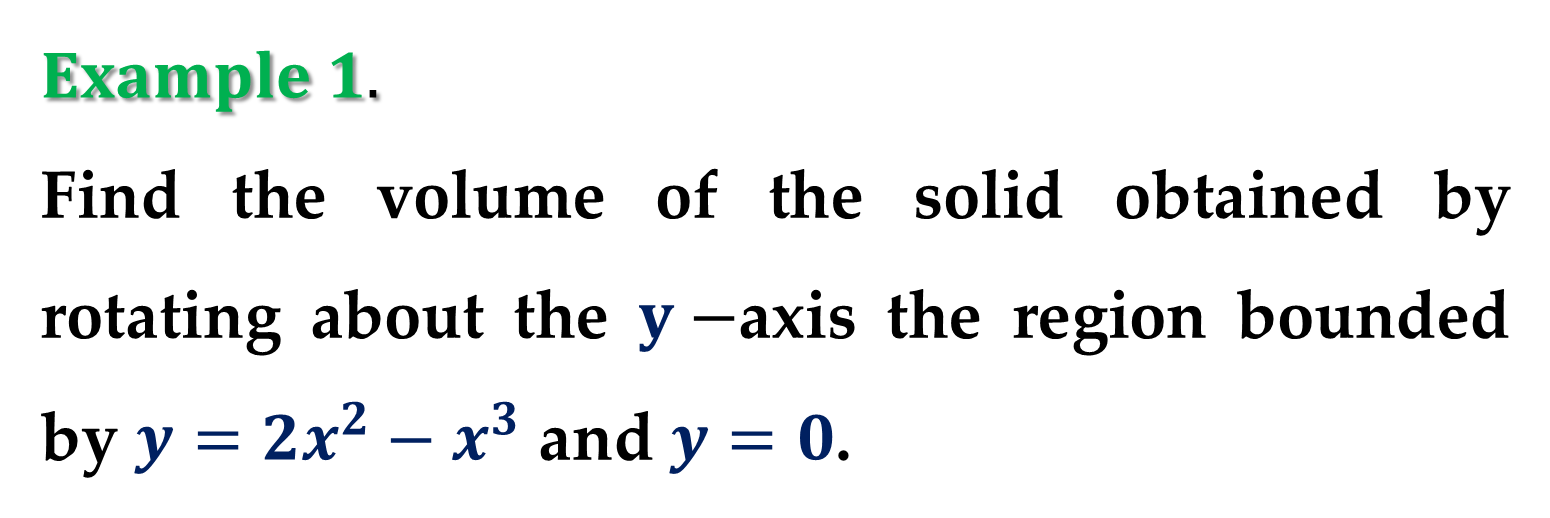 Example 1.
Find the volume of the solid obtained by
rotating about the y –axis the region bounded
by y = 2x² − x³ and y = 0.